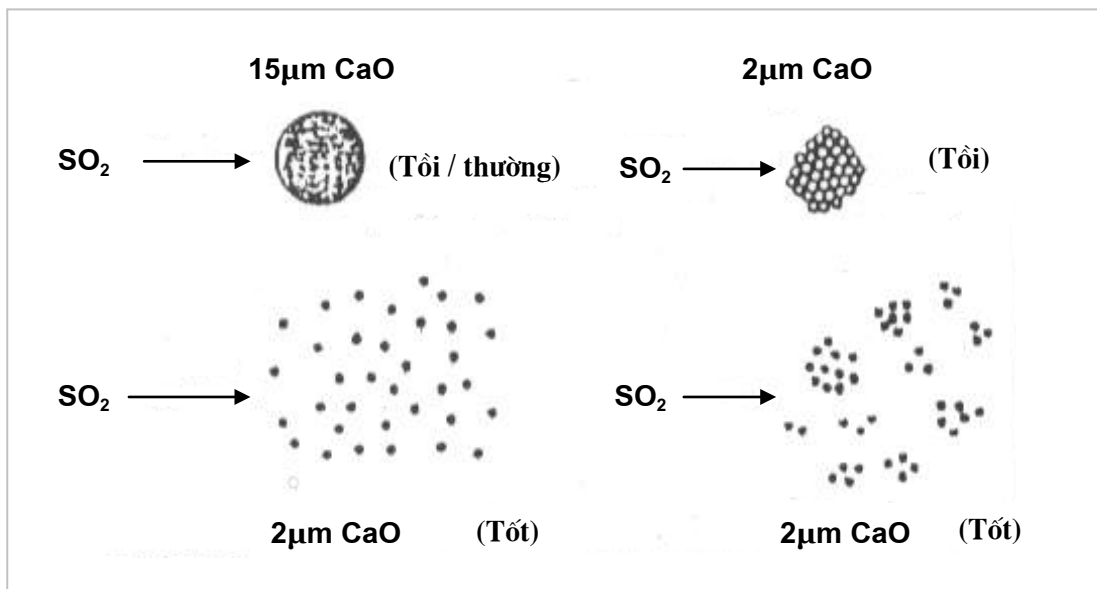 15μm CaO
2μm CaO
SO₂
(Tồi / thường)
SO₂
(Tồi)
SO₂
SO₂
2μm CaO
(Tốt)
2μm CaO
(Tốt)